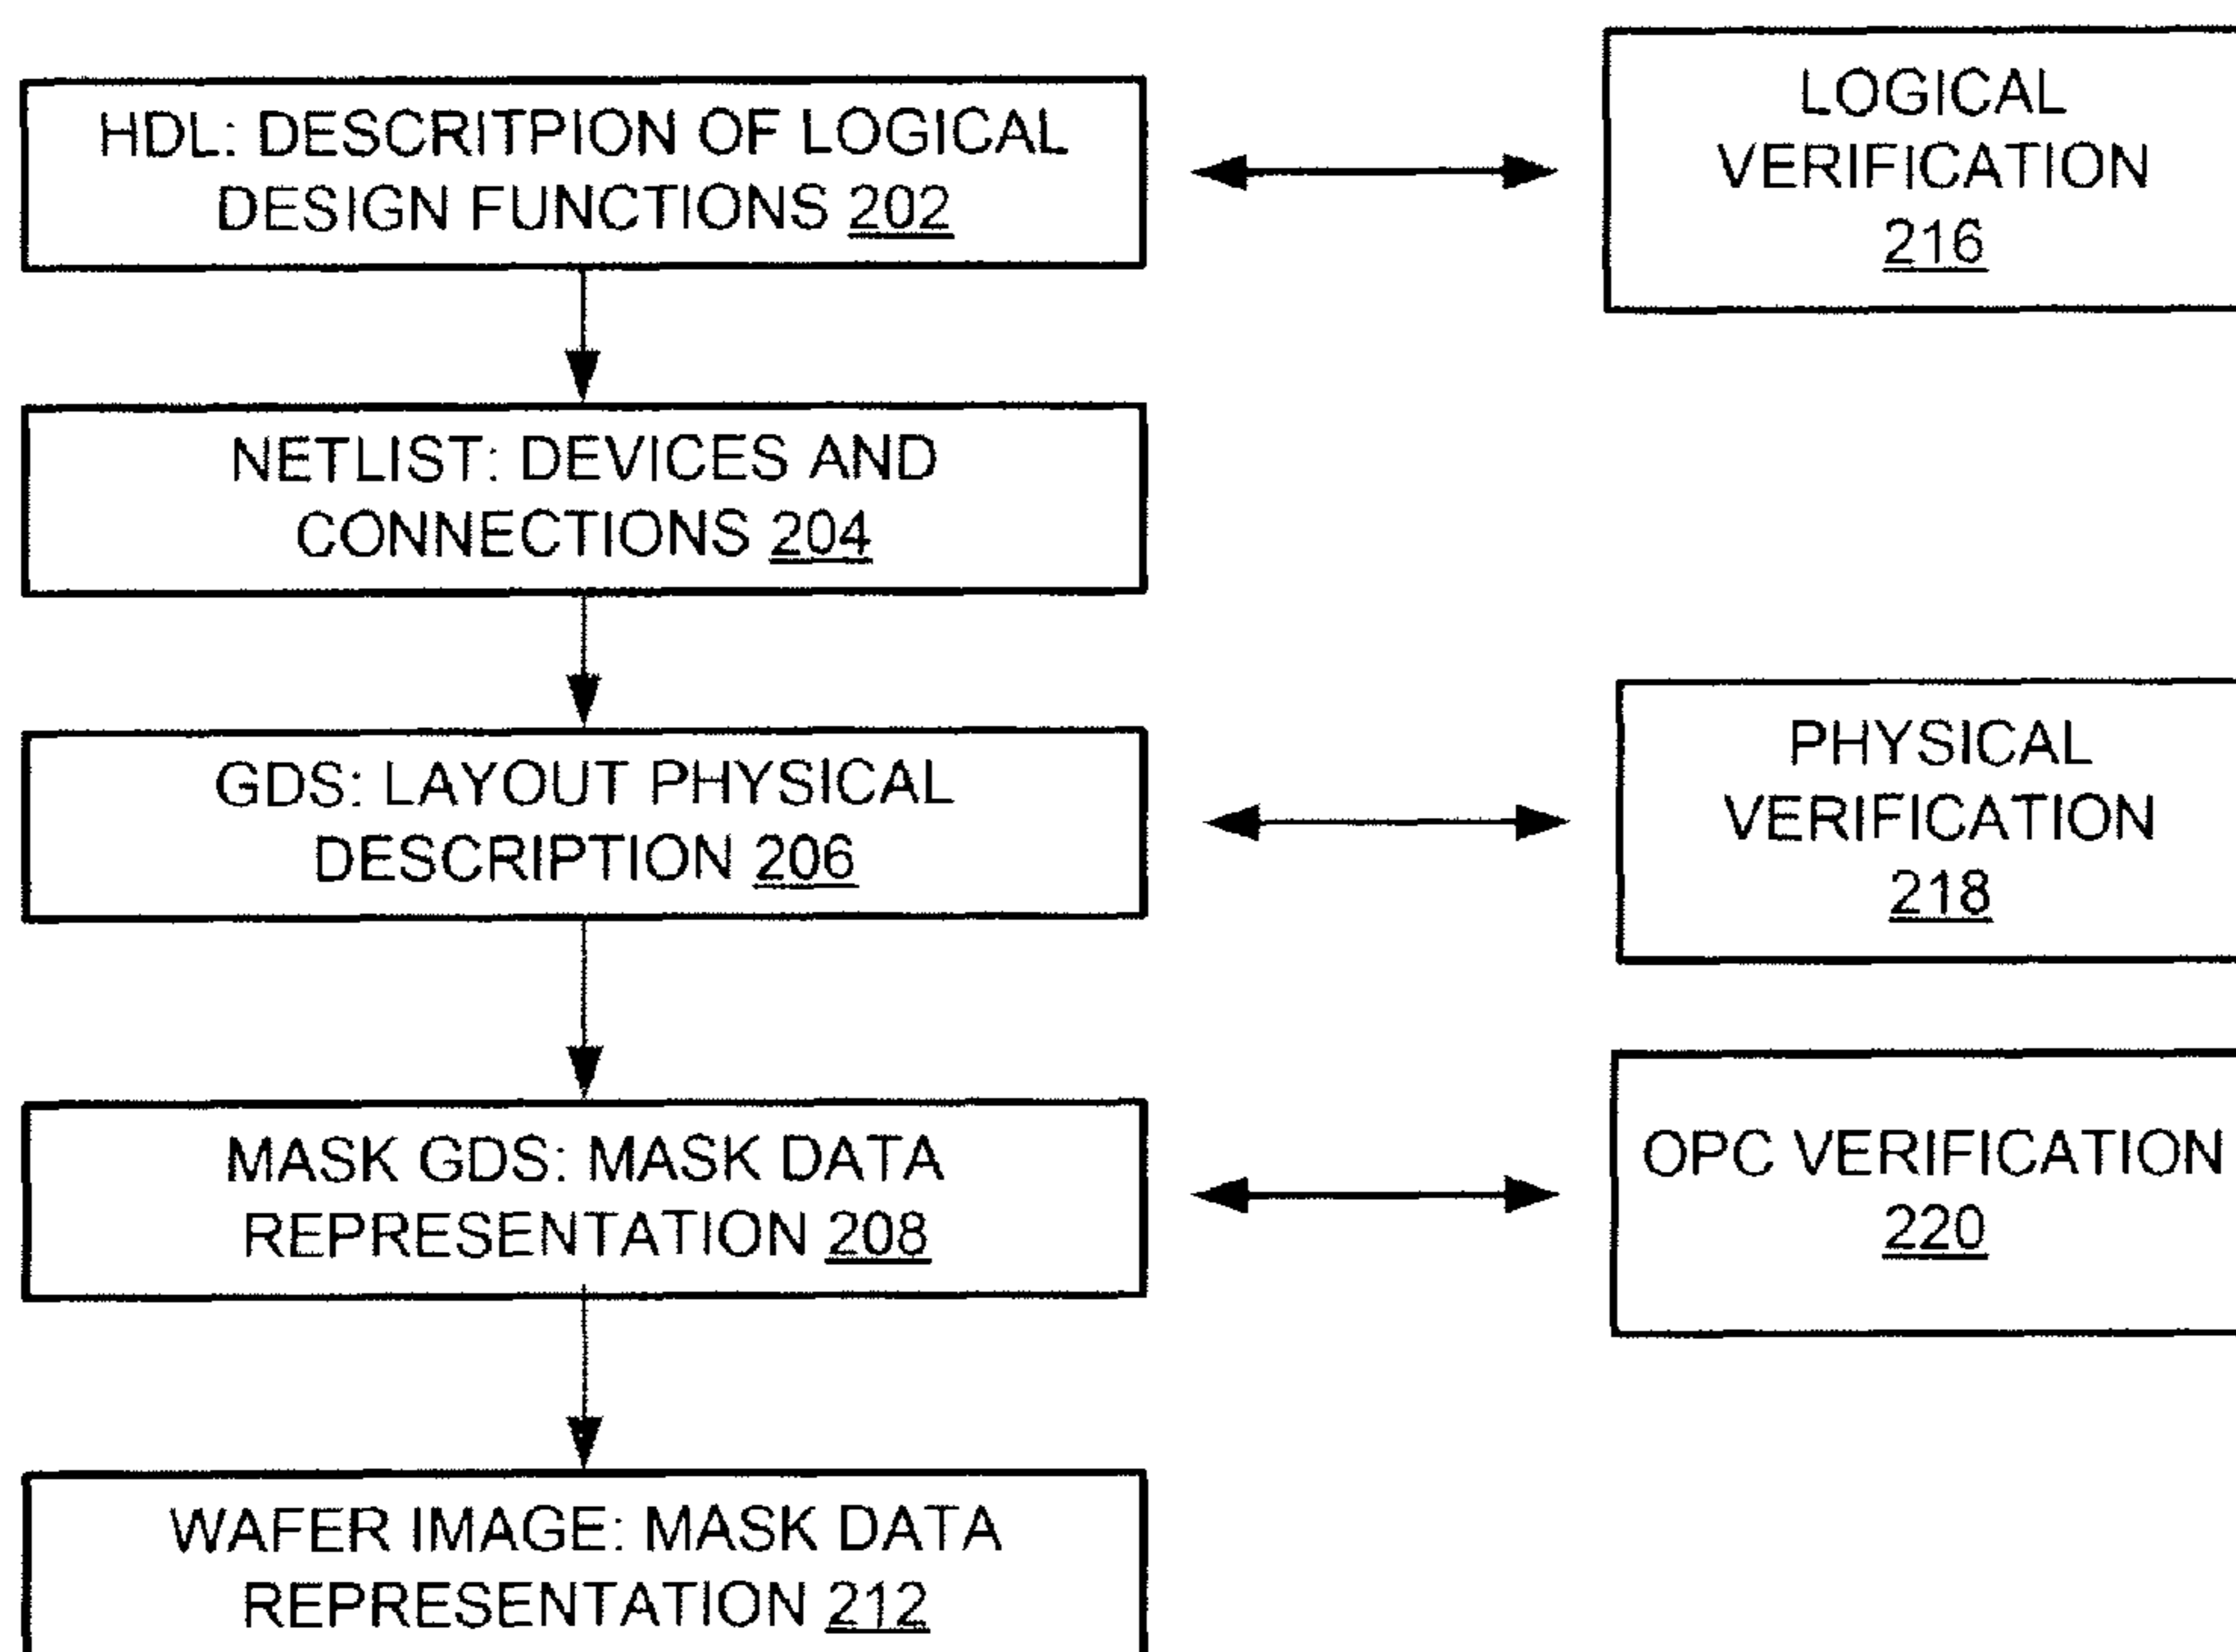 HDL: DESCRITPION OF LOGICAL
DESIGN FUNCTIONS 202
LOGICAL
VERIFICATION
216
NETLIST: DEVICES AND
CONNECTIONS 204
GDS: LAYOUT PHYSICAL
DESCRIPTION 206
PHYSICAL
VERIFICATION
218
MASK GDS: MASK DATA
REPRESENTATION 208
OPC VERIFICATION
220
WAFER IMAGE: MASK DATA
REPRESENTATION 212